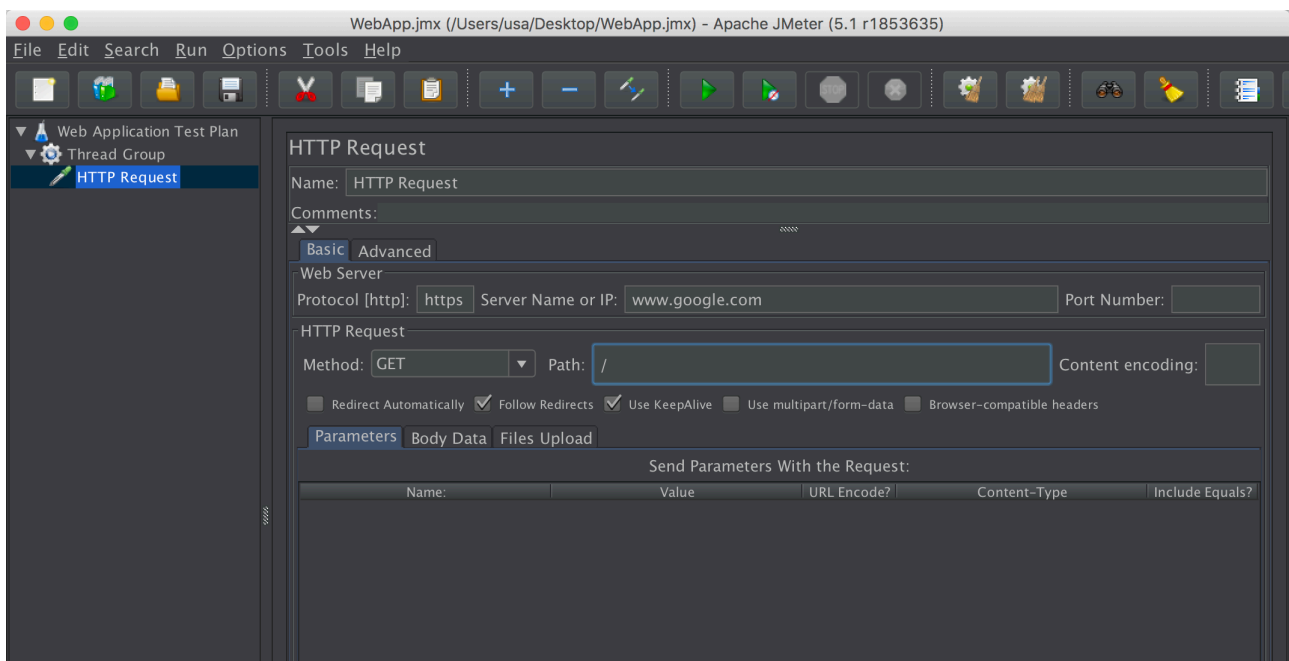 WebApp.jmx (/Users/usa/Desktop/WebApp.jmx) - Apache JMeter (5.1 r1853635)
File Edit Search Run Options Tools Help
STOP
Web Application Test Plan
Thread Group
HTTP Request
HTTP Request
Name: HTTP Request
Comments:
Basic Advanced
Web Server
Protocol [http]: https Server Name or IP: www.google.com Port Number:
HTTP Request
Method: GET Path: / Content encoding:
Redirect Automatically Follow Redirects Use KeepAlive Use multipart/form-data Browser-compatible headers
Parameters Body Data Files Upload
Send Parameters With the Request:
Name: Value URL Encode? Content-Type Include Equals?